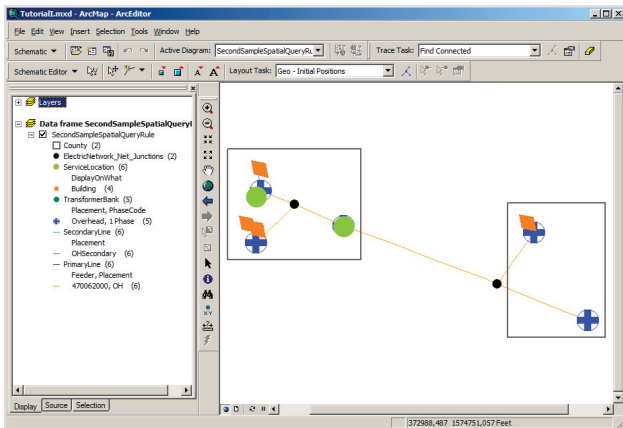 TutorialI.mxd - ArcMap - ArcEditor
File Edit View Insert Selection Tools Window Help
Schematic Active Diagram: SecondSampleSpatialQueryRu Trace Task: Find Connected
Schematic Editor Layout Task: Geo - Initial Positions
Layers
Data frame SecondSampleSpatialQueryI
SecondSampleSpatialQueryRule
County (2)
ElectricNetwork_Net_Junctions (2)
ServiceLocation (6)
DisplayOnWhat
Building (4)
TransformerBank (5)
Placement, PhaseCode
Overhead, 1 Phase (5)
SecondaryLine (6)
Placement
OHSecondary (6)
PrimaryLine (6)
Feeder, Placement
470062000, OH (6)
XY
Display Source Selection
372988,487 1574751,057 Feet